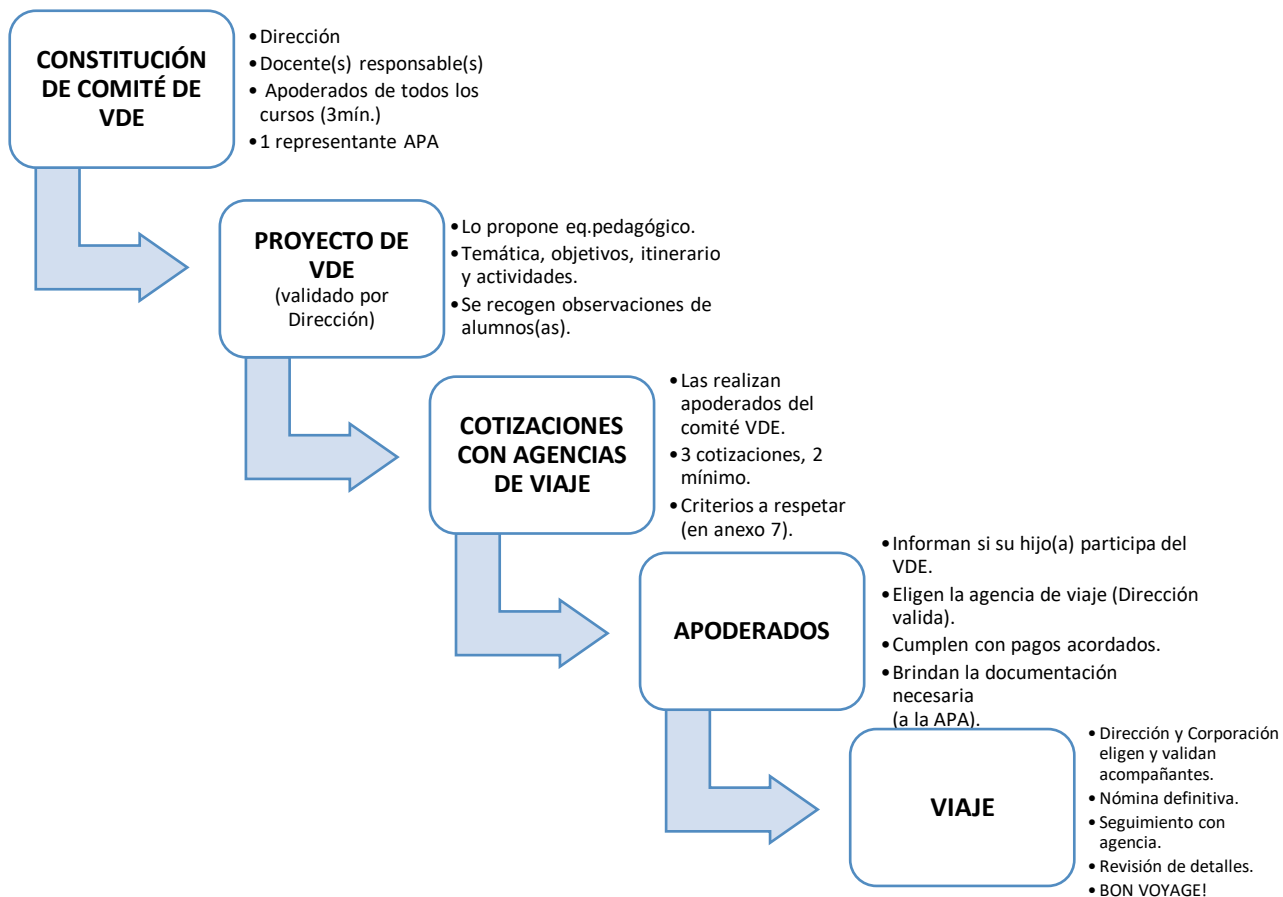 CONSTITUCIÓN
DE COMITÉ DE
VDE
•Dirección
•Docente(s) responsable(s)
• Apoderados de todos los
cursos (3mín.)
•1 representante APA
PROYECTO DE
VDE
(validado por
Dirección)
•Lo propone eq.pedagógico.
•Temática, objetivos, itinerario
y actividades.
•Se recogen observaciones de
alumnos(as).
COTIZACIONES
CON AGENCIAS
DE VIAJE
•Las realizan
apoderados del
comité VDE.
•3 cotizaciones, 2
mínimo.
•Criterios a respetar
(en anexo 7).
APODERADOS
•Informan si su hijo(a) participa del
VDE.
•Eligen la agencia de viaje (Dirección
valida).
•Cumplen con pagos acordados.
•Brindan la documentación
necesaria
(a la APA).
VIAJE
•Dirección y Corporación
eligen y validan
acompañantes.
•Nómina definitiva.
•Seguimiento con
agencia.
•Revisión de detalles.
•BON VOYAGE!